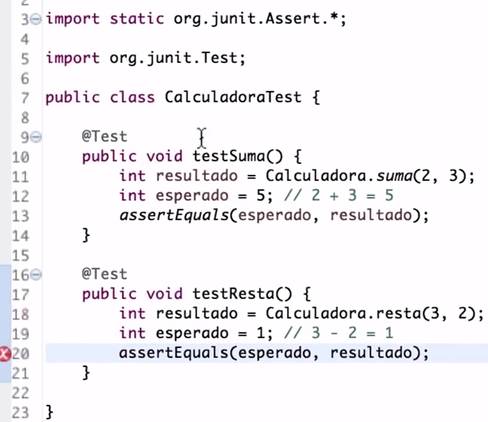 3 import static org.junit.Assert.*;
4
5 import org.junit.Test;
6
7 public class CalculadoraTest {
8
9     @Test
10     public void testSuma() {
11         int resultado = Calculadora.suma(2, 3);
12         int esperado = 5; // 2 + 3 = 5
13         assertEquals(esperado, resultado);
14     }
15
16     @Test
17     public void testResta() {
18         int resultado = Calculadora.resta(3, 2);
19         int esperado = 1; // 3 - 2 = 1
20         assertEquals(esperado, resultado);
21     }
22
23 }